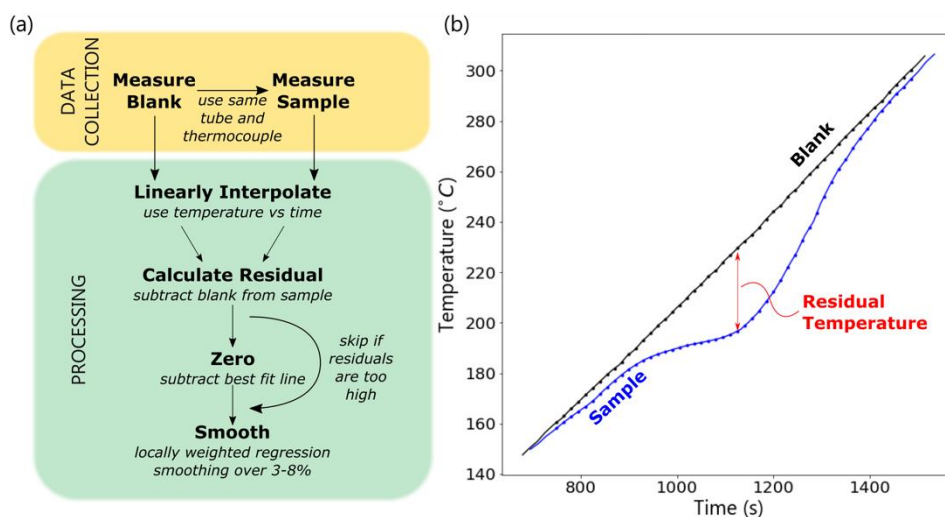 (a)
DATA
COLLECTION
Measure
Blank
use same
tube and
thermocouple
Measure
Sample
PROCESSING
Linearly Interpolate
use temperature vs time
Calculate Residual
subtract blank from sample
Zero
subtract best fit line
skip if
residuals
are too
high
Smooth
locally weighted regression
smoothing over 3-8%
(b)
Temperature (°C)
300
280
260
240
220
200
180
160
140
Blank
Sample
Residual
Temperature
800
1000
1200
1400
Time (s)